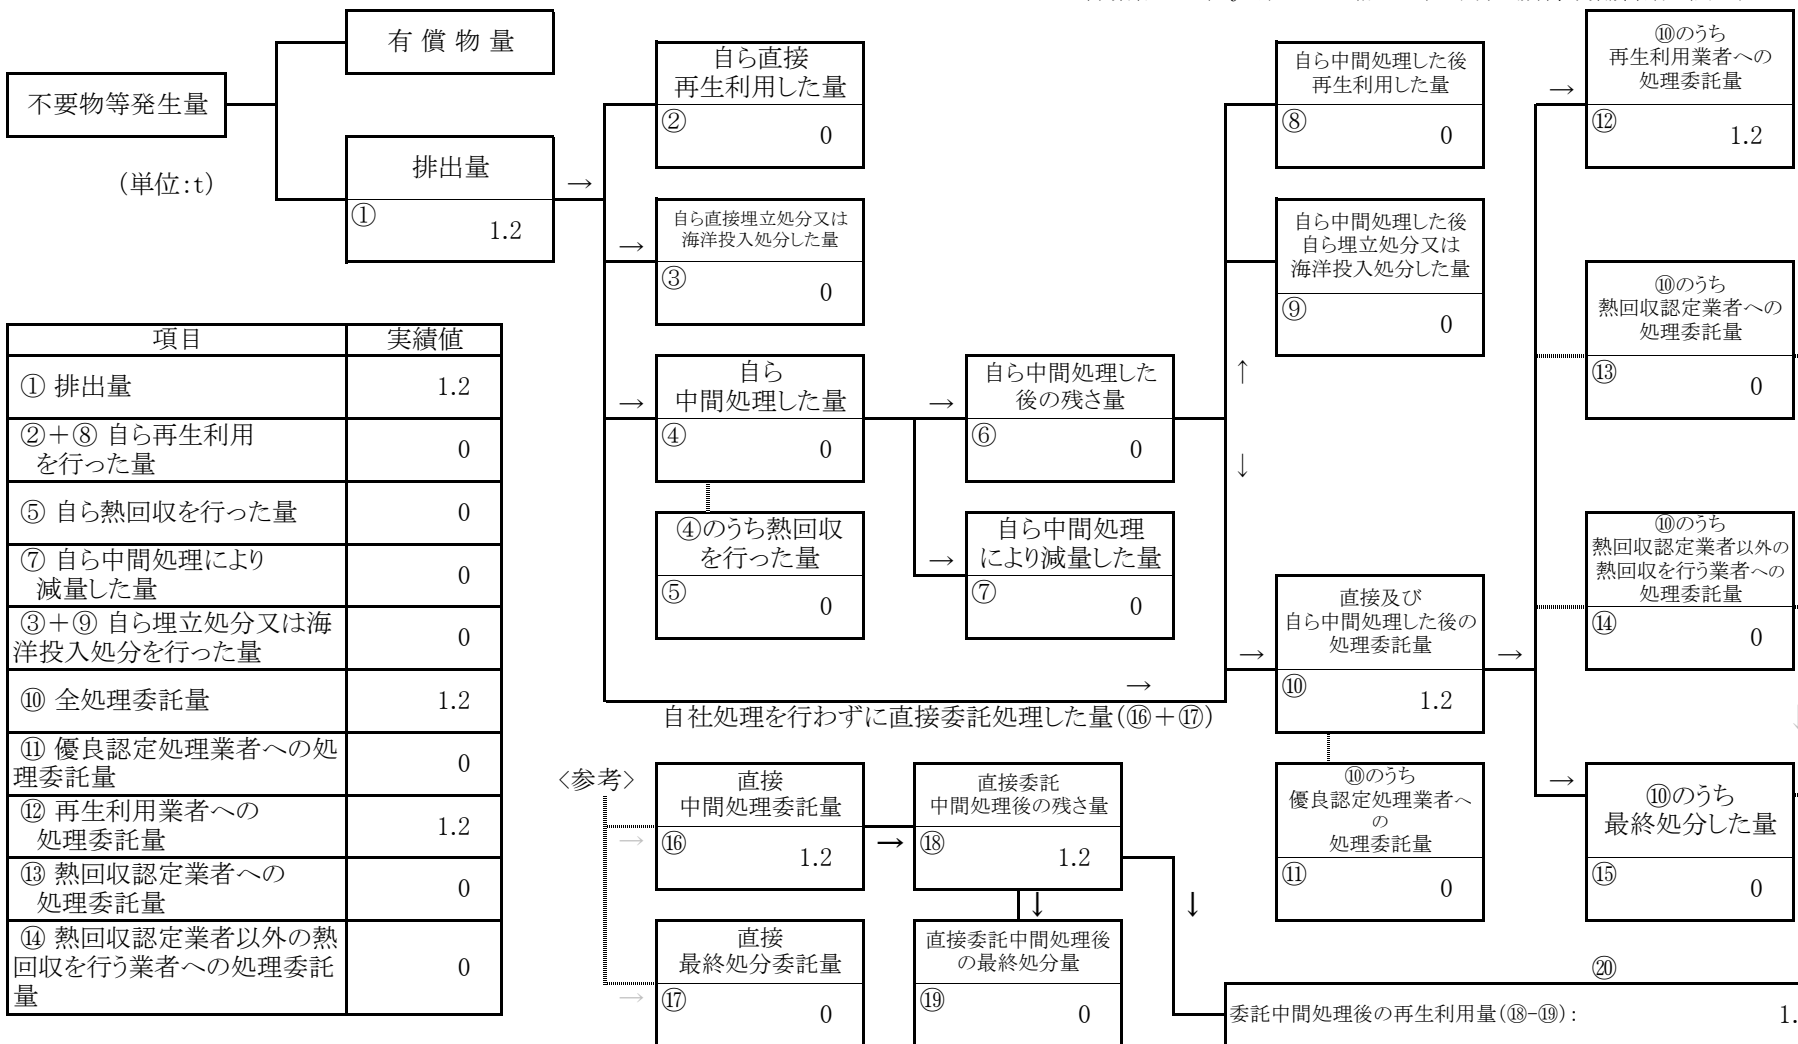 不要物等発生量
(単位:t)
有 償 物 量
排出量
①
1.2
→
自ら直接
再生利用した量
②
0
→
自ら直接埋立処分又は
海洋投入処分した量
③
0
→
自ら
中間処理した量
④
0
④のうち熱回収
を行った量
⑤
0
→
自ら中間処理した
後の残さ量
⑥
0
→
自ら中間処理
により減量した量
⑦
0
自ら中間処理した後
再生利用した量
⑧
0
自ら中間処理した後
自ら埋立処分又は
海洋投入処分した量
⑨
0
↑
↓
→
自社処理を行わずに直接委託処理した量(⑯+⑰)
→
直接及び
自ら中間処理した後の
処理委託量
⑩
1.2
⑩のうち
優良認定処理業者へ
の
処理委託量
⑪
0
→
→
⑩のうち
再生利用業者への
処理委託量
⑫
1.2
⑩のうち
熱回収認定業者への
処理委託量
⑬
0
⑩のうち
熱回収認定業者以外の
熱回収を行う業者への
処理委託量
⑭
0
→
⑩のうち
最終処分した量
⑮
0
項目 実績値
① 排出量 1.2
②+⑧ 自ら再生利用
を行った量 0
⑤ 自ら熱回収を行った量 0
⑦ 自ら中間処理により
減量した量 0
③+⑨ 自ら埋立処分又は海
洋投入処分を行った量 0
⑩ 全処理委託量 1.2
⑪ 優良認定処理業者への処
理委託量 0
⑫ 再生利用業者への
処理委託量 1.2
⑬ 熱回収認定業者への
処理委託量 0
⑭ 熱回収認定業者以外の熱
回収を行う業者への処理委託
量 0
〈参考〉
→
直接
中間処理委託量
⑯
1.2
→
直接委託
中間処理後の残さ量
⑱
1.2
↓
↓
→
直接
最終処分委託量
⑰
0
直接委託中間処理後
の最終処分量
⑲
0
⑳
委託中間処理後の再生利用量(⑱-⑲):
1.